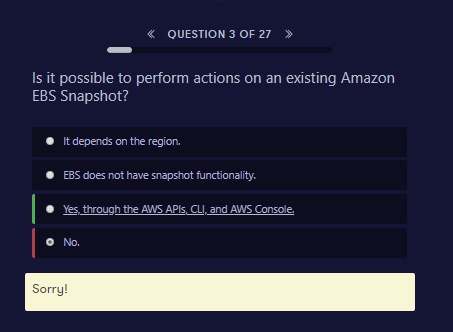 « QUESTION 3 OF 27 »
Is it possible to perform actions on an existing Amazon
EBS Snapshot?
It depends on the region.
EBS does not have snapshot functionality.
Yes, through the AWS APIs, CLI, and AWS Console.
No.
Sorry!